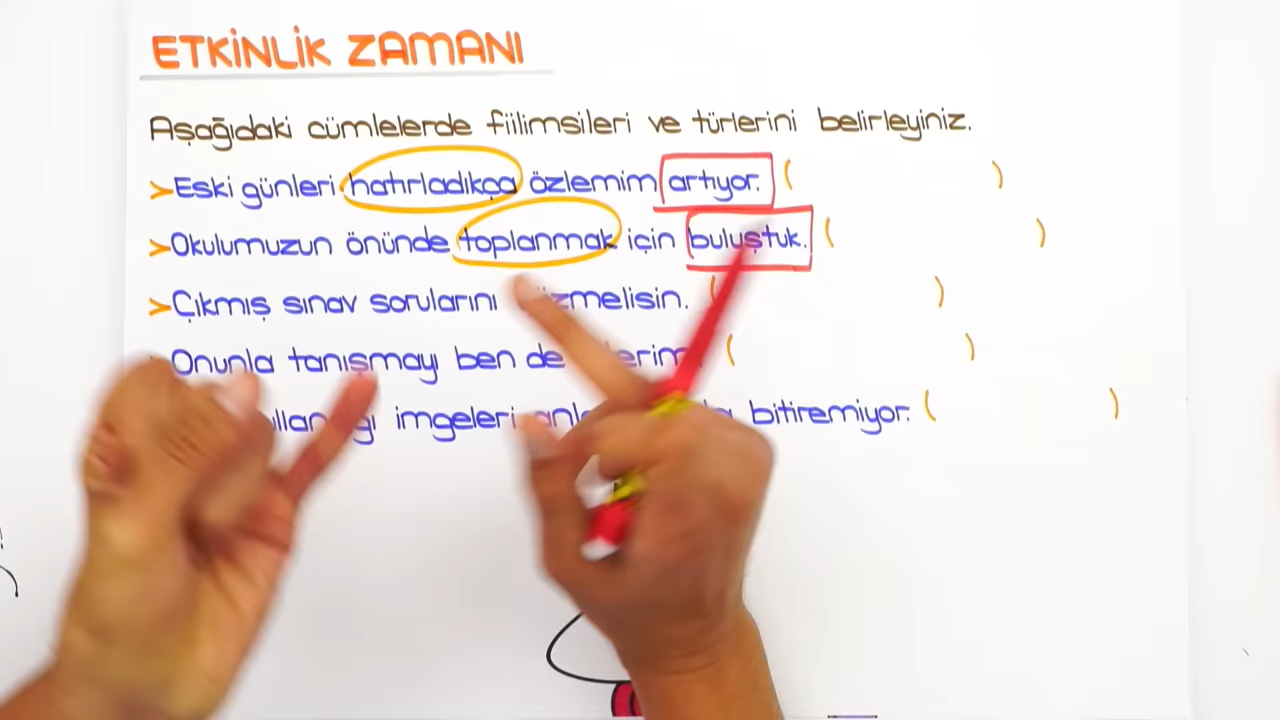 ETKİNLİK ZAMANI
Aşağıdaki cümlelerde fiilimsileri ve türlerini belirleyiniz.
➢Eski günleri hatırladıkça özlemim artıyor. ( )
➢Okulumuzun önünde toplanmak için buluştuk. ( )
➢Çıkmış sınav sorularını ( )
Onunla tanışmayı ben de ( )
imgeleri bitiremiyor. ( )